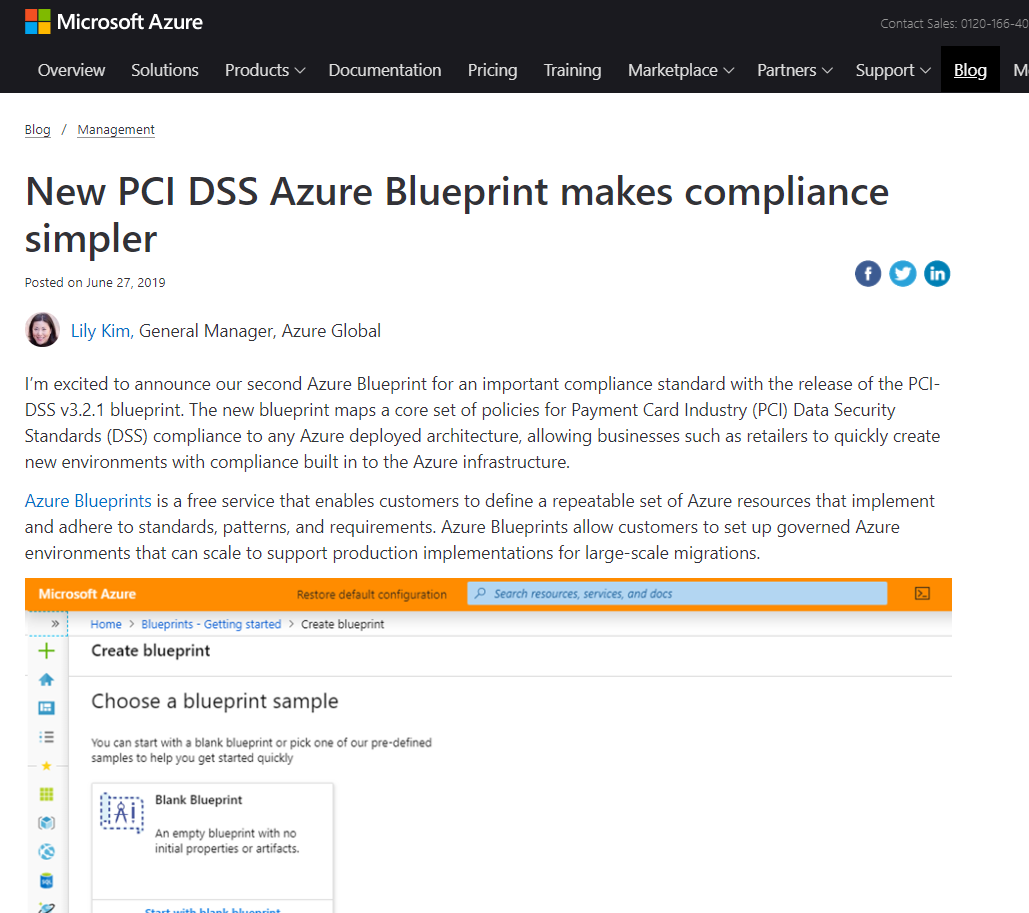 Microsoft Azure
Contact Sales: 0120-166-40
Overview Solutions Products Documentation Pricing Training Marketplace Partners Support Blog
Blog / Management
New PCI DSS Azure Blueprint makes compliance
simpler
Posted on June 27, 2019
Lily Kim, General Manager, Azure Global
I’m excited to announce our second Azure Blueprint for an important compliance standard with the release of the PCI-
DSS v3.2.1 blueprint. The new blueprint maps a core set of policies for Payment Card Industry (PCI) Data Security
Standards (DSS) compliance to any Azure deployed architecture, allowing businesses such as retailers to quickly create
new environments with compliance built in to the Azure infrastructure.
Azure Blueprints is a free service that enables customers to define a repeatable set of Azure resources that implement
and adhere to standards, patterns, and requirements. Azure Blueprints allow customers to set up governed Azure
environments that can scale to support production implementations for large-scale migrations.
Microsoft Azure Restore default configuration Search resources, services, and docs
» Home > Blueprints - Getting started > Create blueprint
Create blueprint
Choose a blueprint sample
You can start with a blank blueprint or pick one of our pre-defined
samples to help you get started quickly
Blank Blueprint
An empty blueprint with no
initial properties or artifacts.
Start with blank blueprint